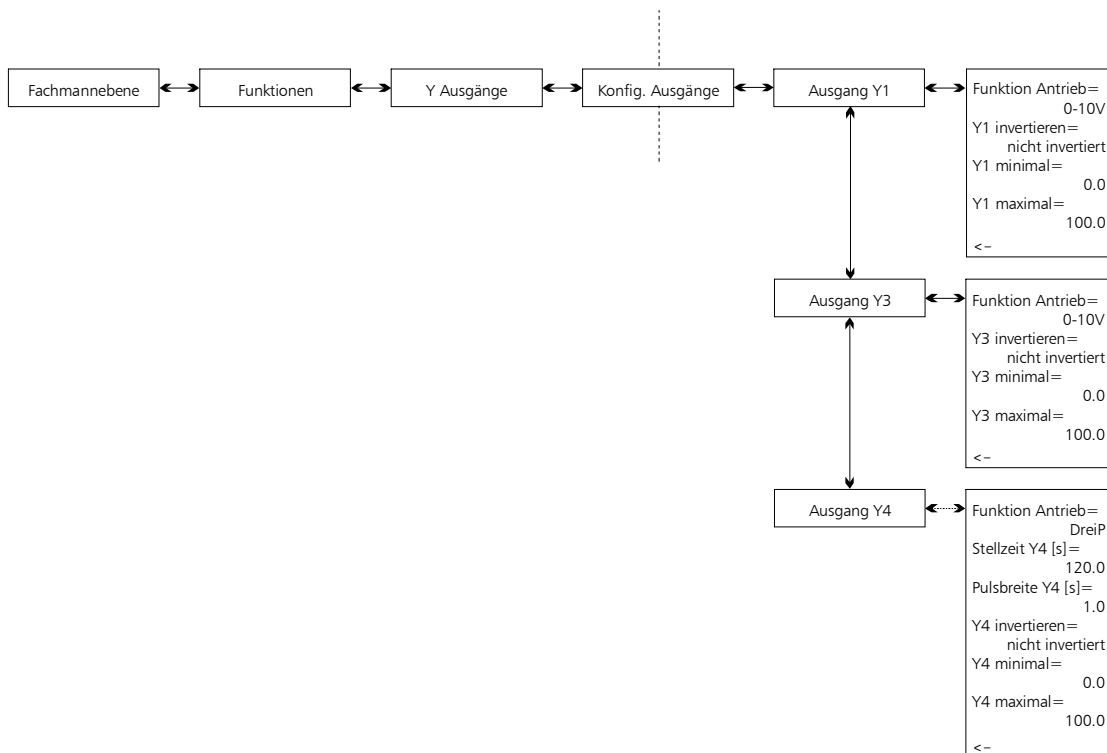 Fachmannebene
Funktionen
Y Ausgänge
Konfig. Ausgänge
Ausgang Y1
Funktion Antrieb=
0-10V
Y1 invertieren=
nicht invertiert
Y1 minimal=
0.0
Y1 maximal=
100.0
<-
Ausgang Y3
Funktion Antrieb=
0-10V
Y3 invertieren=
nicht invertiert
Y3 minimal=
0.0
Y3 maximal=
100.0
<-
Ausgang Y4
Funktion Antrieb=
DreiP
Stellzeit Y4 [s]=
120.0
Pulsbreite Y4 [s]=
1.0
Y4 invertieren=
nicht invertiert
Y4 minimal=
0.0
Y4 maximal=
100.0
<-